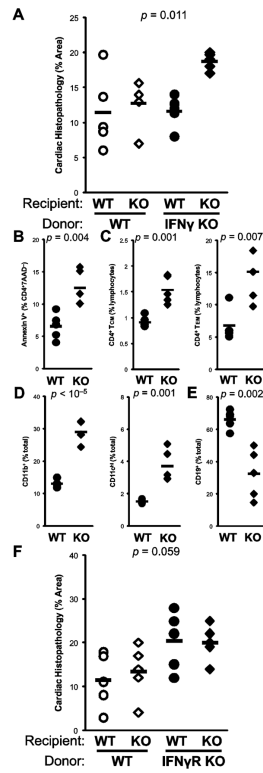 A
p = 0.011
Cardiac Histopathology (% Area)
25
20
15
10
5
0
Recipient: WT KO WT KO
Donor: WT IFNγ KO
B
p = 0.004
Annexin V⁺ (% CD4⁺7AAD⁻)
20
15
10
5
0
WT KO
C
p = 0.001
CD4⁺ TCM (% lymphocytes)
2.5
2
1.5
1
0.5
0
WT KO
p = 0.007
CD4⁺ TEM (% lymphocytes)
20
15
10
5
0
WT KO
D
p < 10⁻⁵
CD11b⁺ (% total)
40
30
20
10
0
WT KO
p = 0.001
CD11cʰⁱ (% total)
6
4
2
0
WT KO
E
p = 0.002
CD19⁺ (% total)
80
60
40
20
0
WT KO
F
p = 0.059
Cardiac Histopathology (% Area)
40
30
20
10
0
Recipient: WT KO WT KO
Donor: WT IFNγR KO